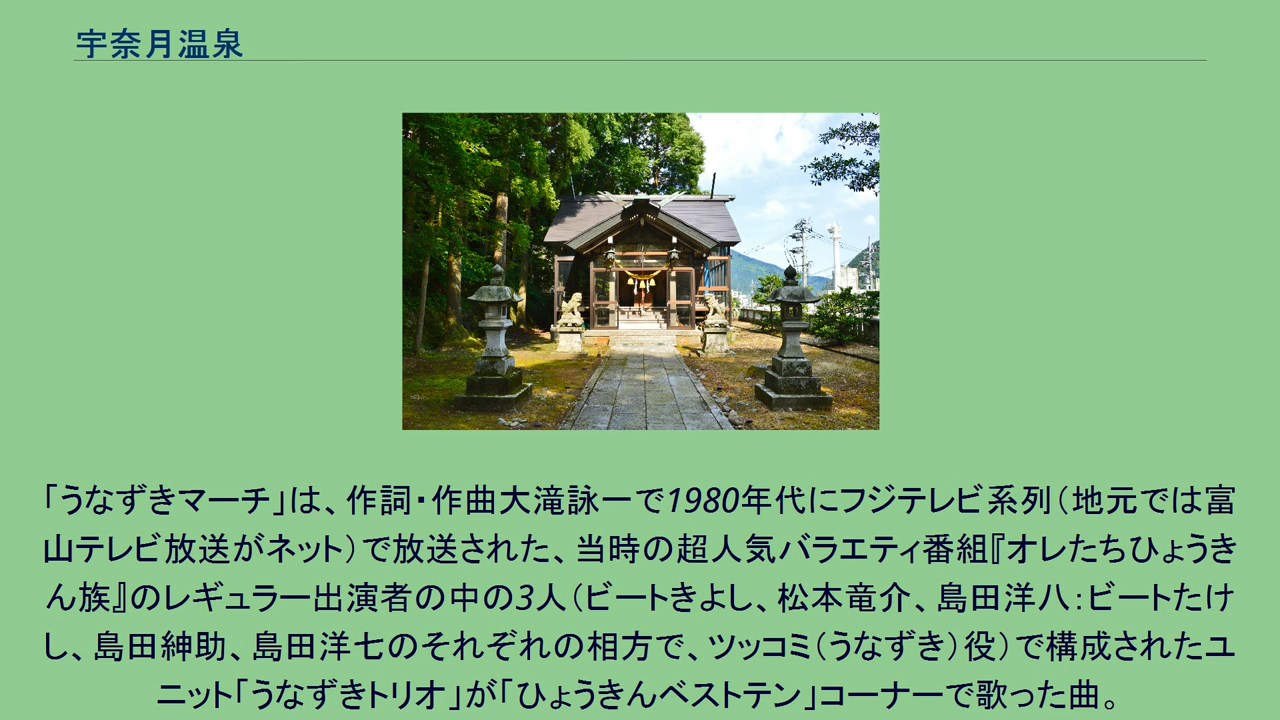 宇奈月温泉
「うなずきマーチ」は、作詞・作曲大滝詠一で1980年代にフジテレビ系列（地元では富
山テレビ放送がネット）で放送された、当時の超人気バラエティ番組『オレたちひょうき
ん族』のレギュラー出演者の中の3人（ビートきよし、松本竜介、島田洋八：ビートたけ
し、島田紳助、島田洋七のそれぞれの相方で、ツッコミ（うなずき）役）で構成されたユ
ニット「うなずきトリオ」が「ひょうきんベストテン」コーナーで歌った曲。